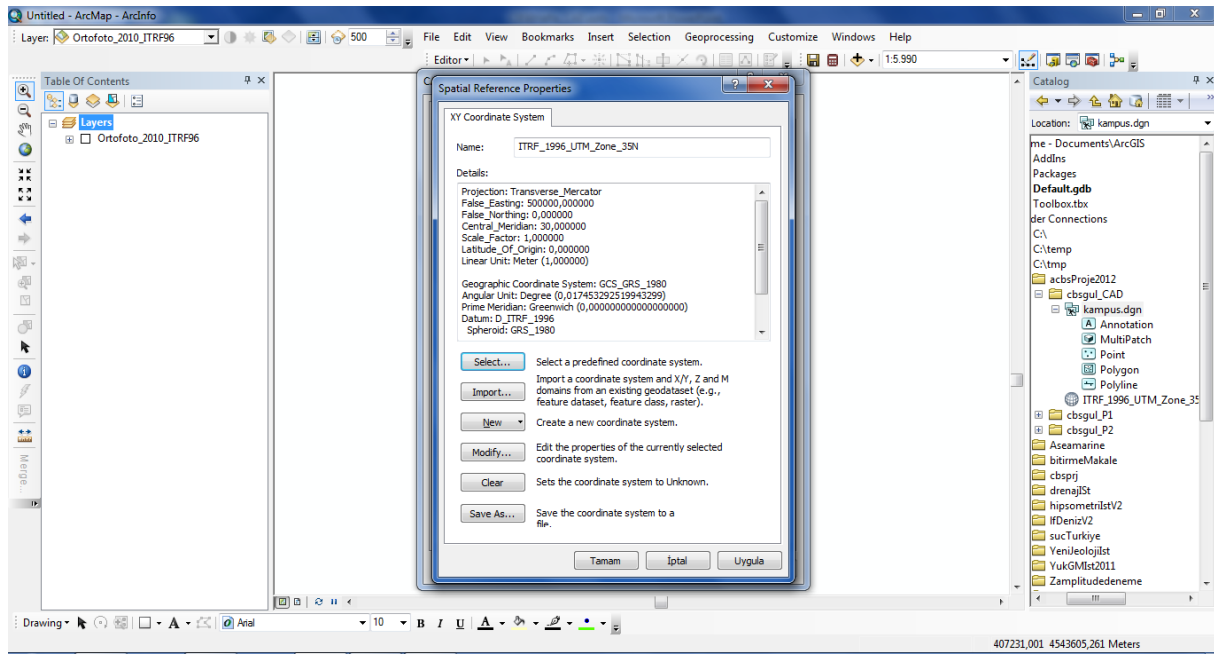 Untitled - ArcMap - ArcInfo
Layer: Ortofoto_2010_ITRF96 500 File Edit View Bookmarks Insert Selection Geoprocessing Customize Windows Help
Editor 1:5.990
Table Of Contents
Layers
Ortofoto_2010_ITRF96
Merge...
Spatial Reference Properties
XY Coordinate System
Name: ITRF_1996_UTM_Zone_35N
Details:
Projection: Transverse_Mercator
False_Easting: 500000,000000
False_Northing: 0,000000
Central_Meridian: 30,000000
Scale_Factor: 1,000000
Latitude_Of_Origin: 0,000000
Linear Unit: Meter (1,000000)
Geographic Coordinate System: GCS_GRS_1980
Angular Unit: Degree (0,017453292519943299)
Prime Meridian: Greenwich (0,000000000000000000)
Datum: D_ITRF_1996
Spheroid: GRS_1980
Select... Select a predefined coordinate system.
Import... Import a coordinate system and X/Y, Z and M
domains from an existing geodataset (e.g.,
feature dataset, feature class, raster).
New Create a new coordinate system.
Modify... Edit the properties of the currently selected
coordinate system.
Clear Sets the coordinate system to Unknown.
Save As... Save the coordinate system to a
file.
Tamam İptal Uygula
Catalog
Location: kampus.dgn
me - Documents\ArcGIS
AddIns
Packages
Default.gdb
Toolbox.tbx
der Connections
C:\
C:\temp
C:\tmp
acbsProje2012
cbsgul_CAD
kampus.dgn
Annotation
MultiPatch
Point
Polygon
Polyline
ITRF_1996_UTM_Zone_35
cbsgul_P1
cbsgul_P2
Aseamarine
bitirmeMakale
cbsprj
drenajISt
hipsometriIstV2
IfDenizV2
sucTurkiye
YeniJeolojiIst
YukGMIst2011
Zamplitudedeneme
Drawing A Arial 10 B I U A
407231,001 4543605,261 Meters